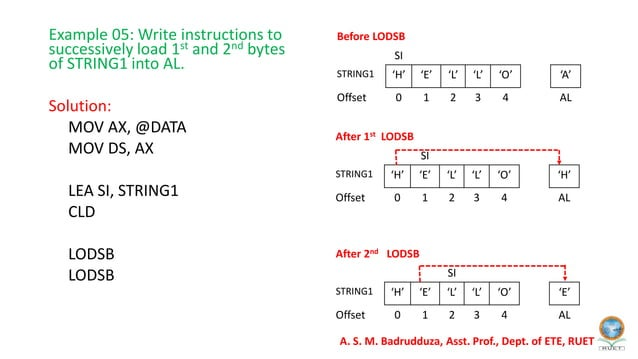 Example 05: Write instructions to
successively load 1st and 2nd bytes
of STRING1 into AL.
Solution:
MOV AX, @DATA
MOV DS, AX
LEA SI, STRING1
CLD
LODSB
LODSB
Before LODSB
SI
STRING1 ‘H’ ‘E’ ‘L’ ‘L’ ‘O’ ‘A’
Offset 0 1 2 3 4 AL
After 1st LODSB
SI
STRING1 ‘H’ ‘E’ ‘L’ ‘L’ ‘O’ ‘H’
Offset 0 1 2 3 4 AL
After 2nd LODSB
SI
STRING1 ‘H’ ‘E’ ‘L’ ‘L’ ‘O’ ‘E’
Offset 0 1 2 3 4 AL
A. S. M. Badrudduza, Asst. Prof., Dept. of ETE, RUET
RUET